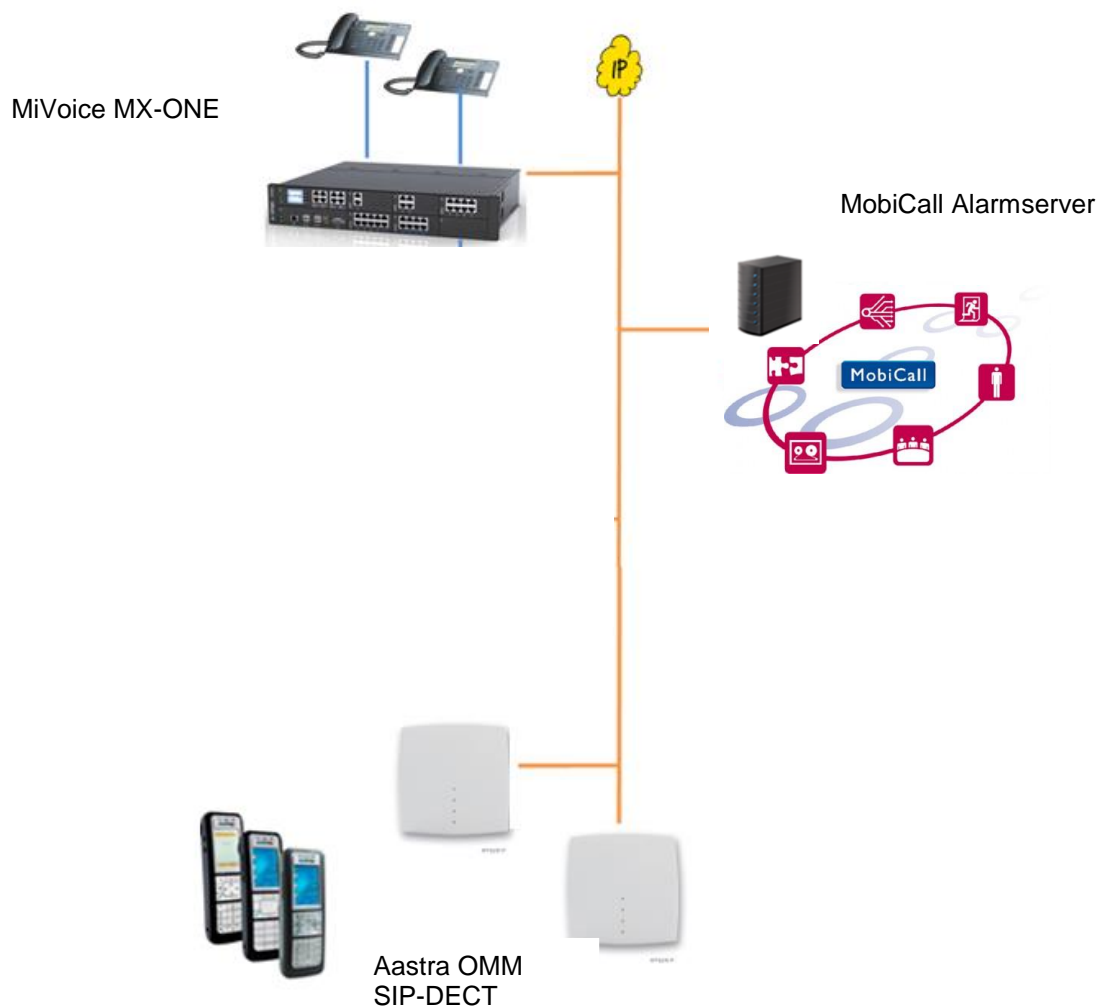 IP
MiVoice MX-ONE
MobiCall Alarmserver
MobiCall
Aastra OMM
SIP-DECT